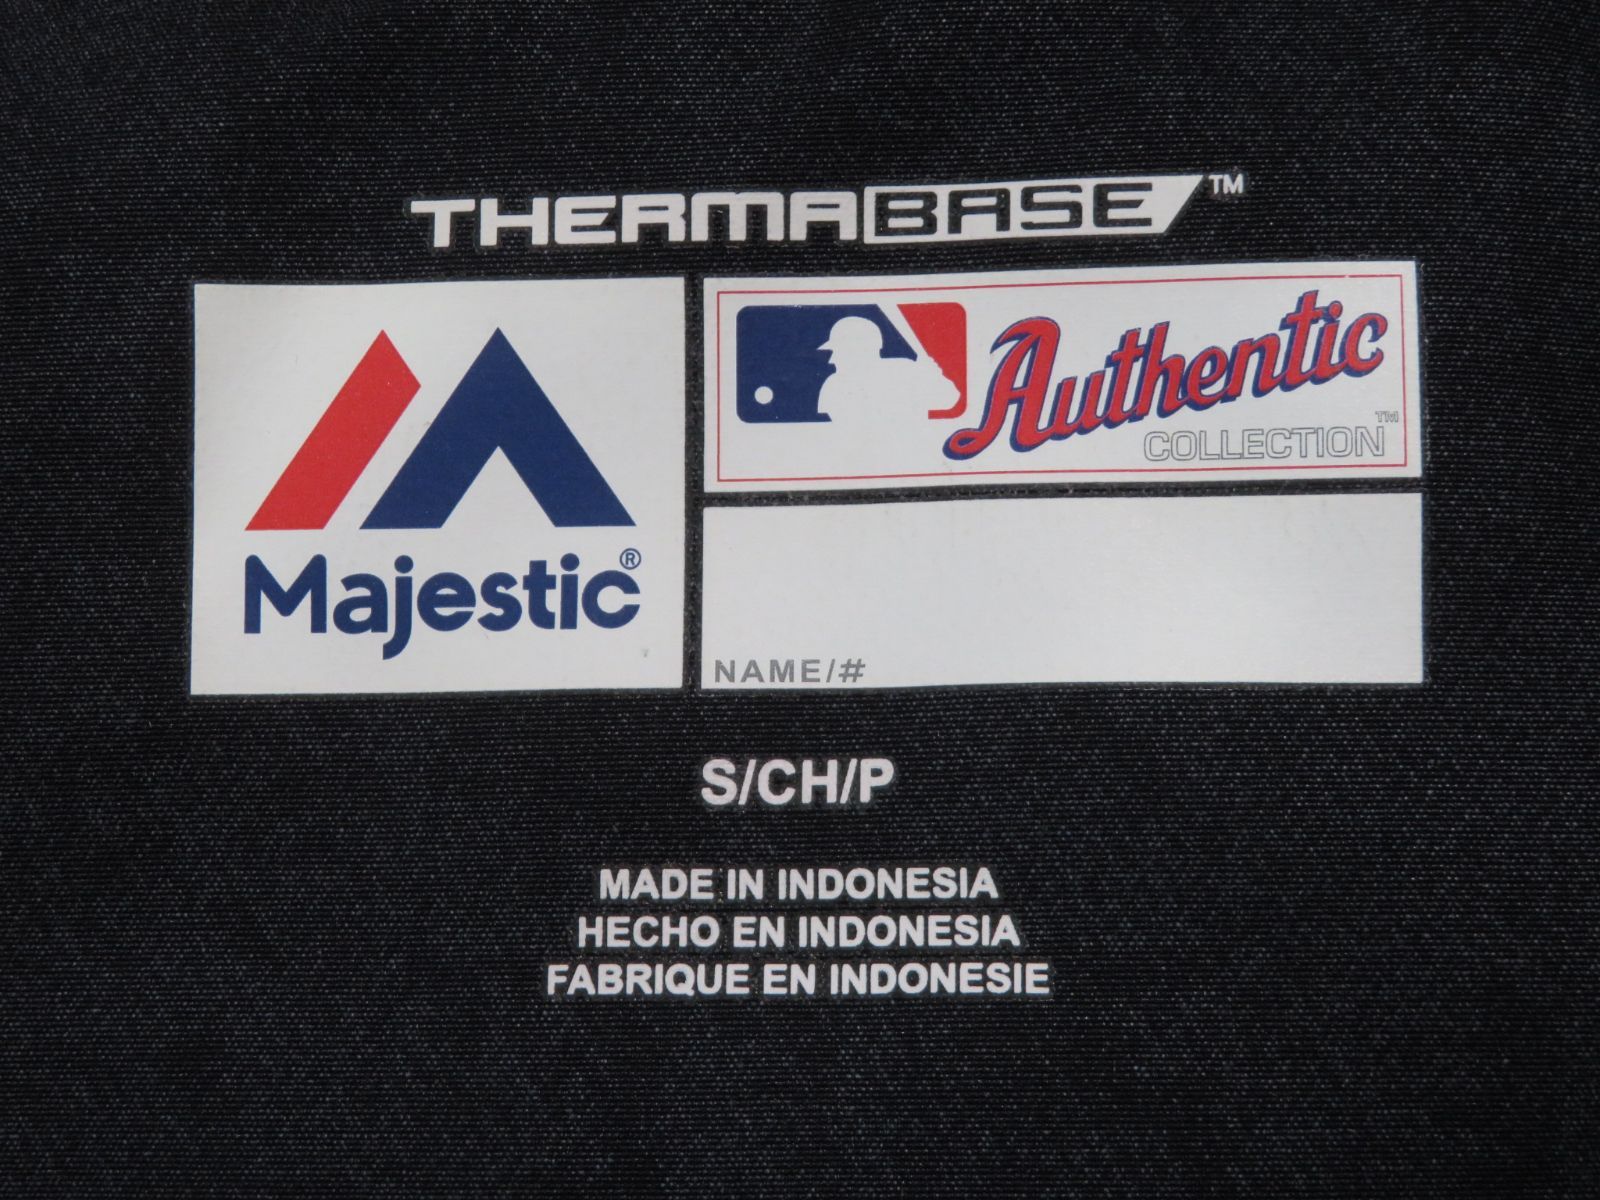 THERMABASE™
Majestic®
Authentic
COLLECTION™
NAME/#
S/CH/P
MADE IN INDONESIA
HECHO EN INDONESIA
FABRIQUE EN INDONESIE